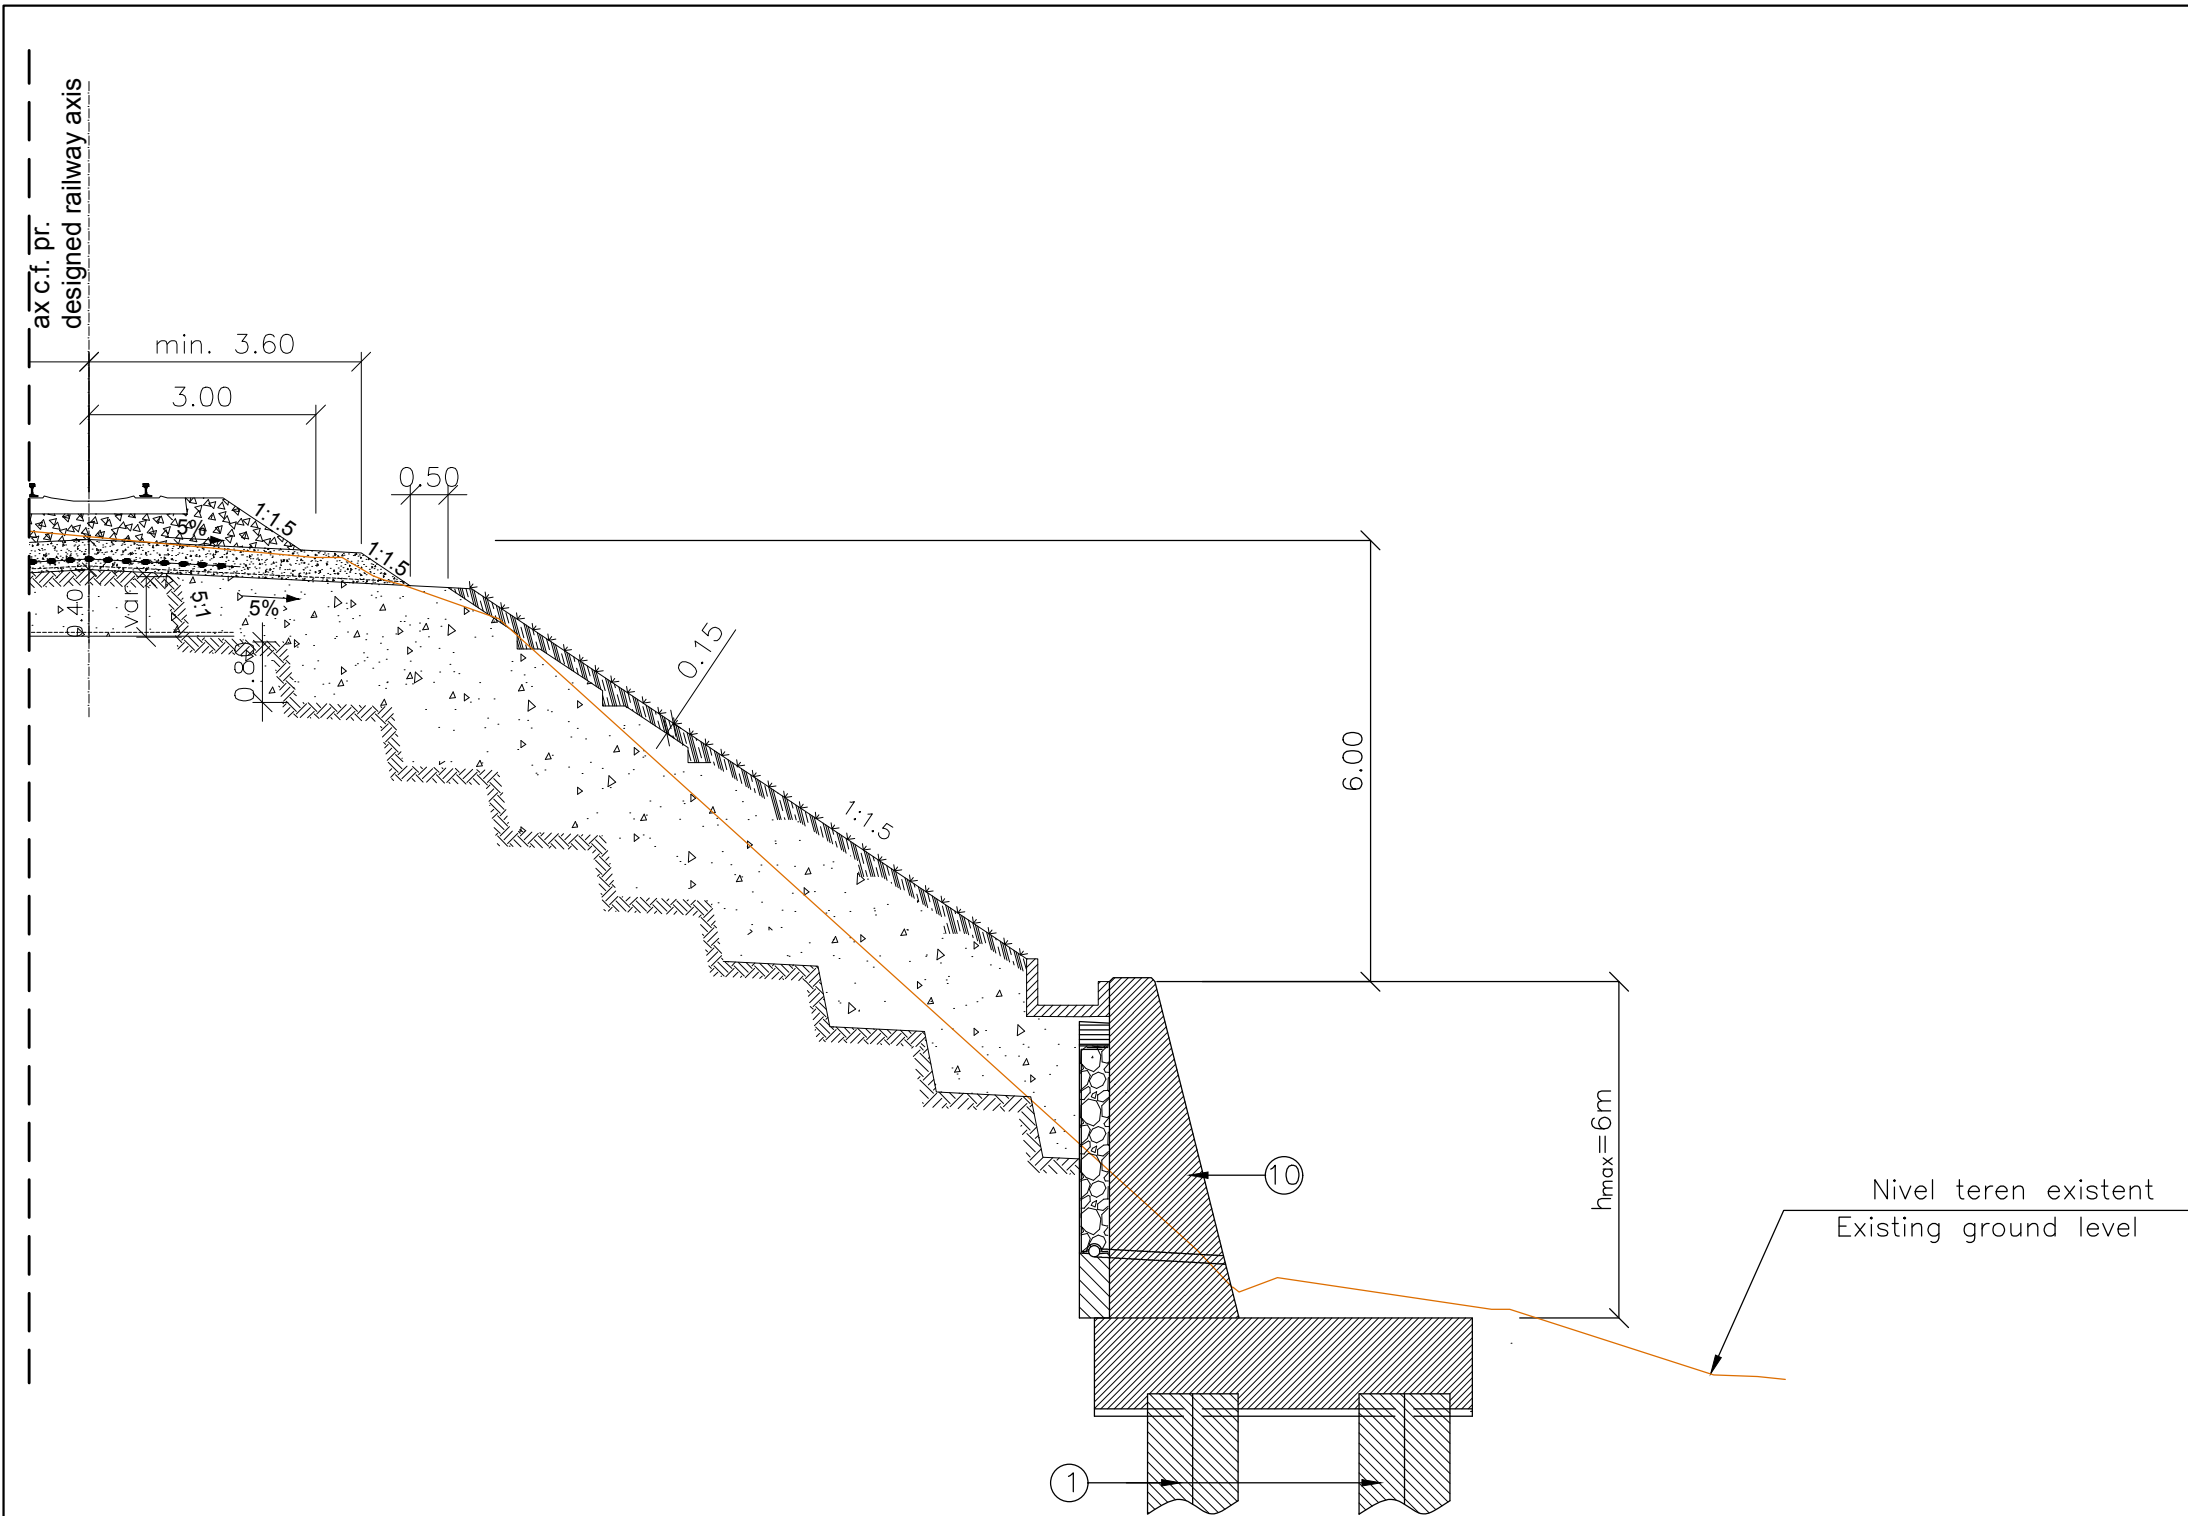 ax c.f. pr.
designed railway axis
min. 3.60
3.00
0.50
1:1.5
5%
1:1.5
0.40
var
5:1
5%
0.80
0.15
1:1.5
6.00
hmax=6m
10
Nivel teren existent
Existing ground level
1